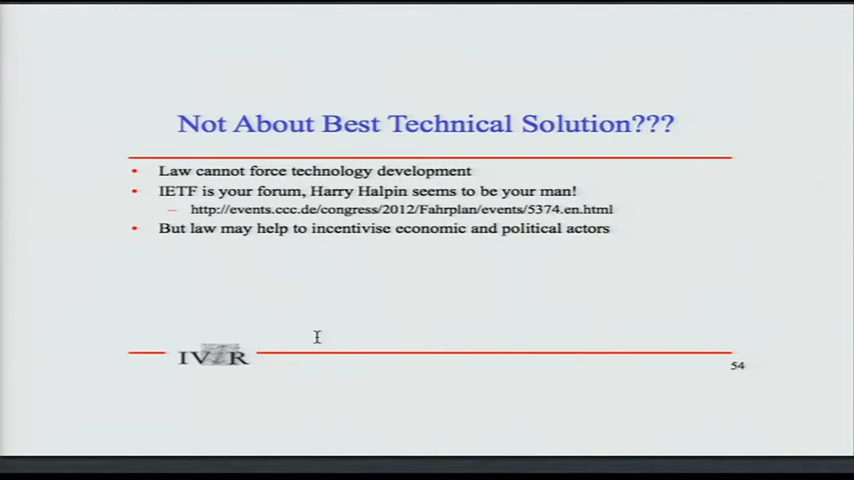 Not About Best Technical Solution???
• Law cannot force technology development
• IETF is your forum, Harry Halpin seems to be your man!
– http://events.ccc.de/congress/2012/Fahrplan/events/5374.en.html
• But law may help to incentivise economic and political actors
IViR
54